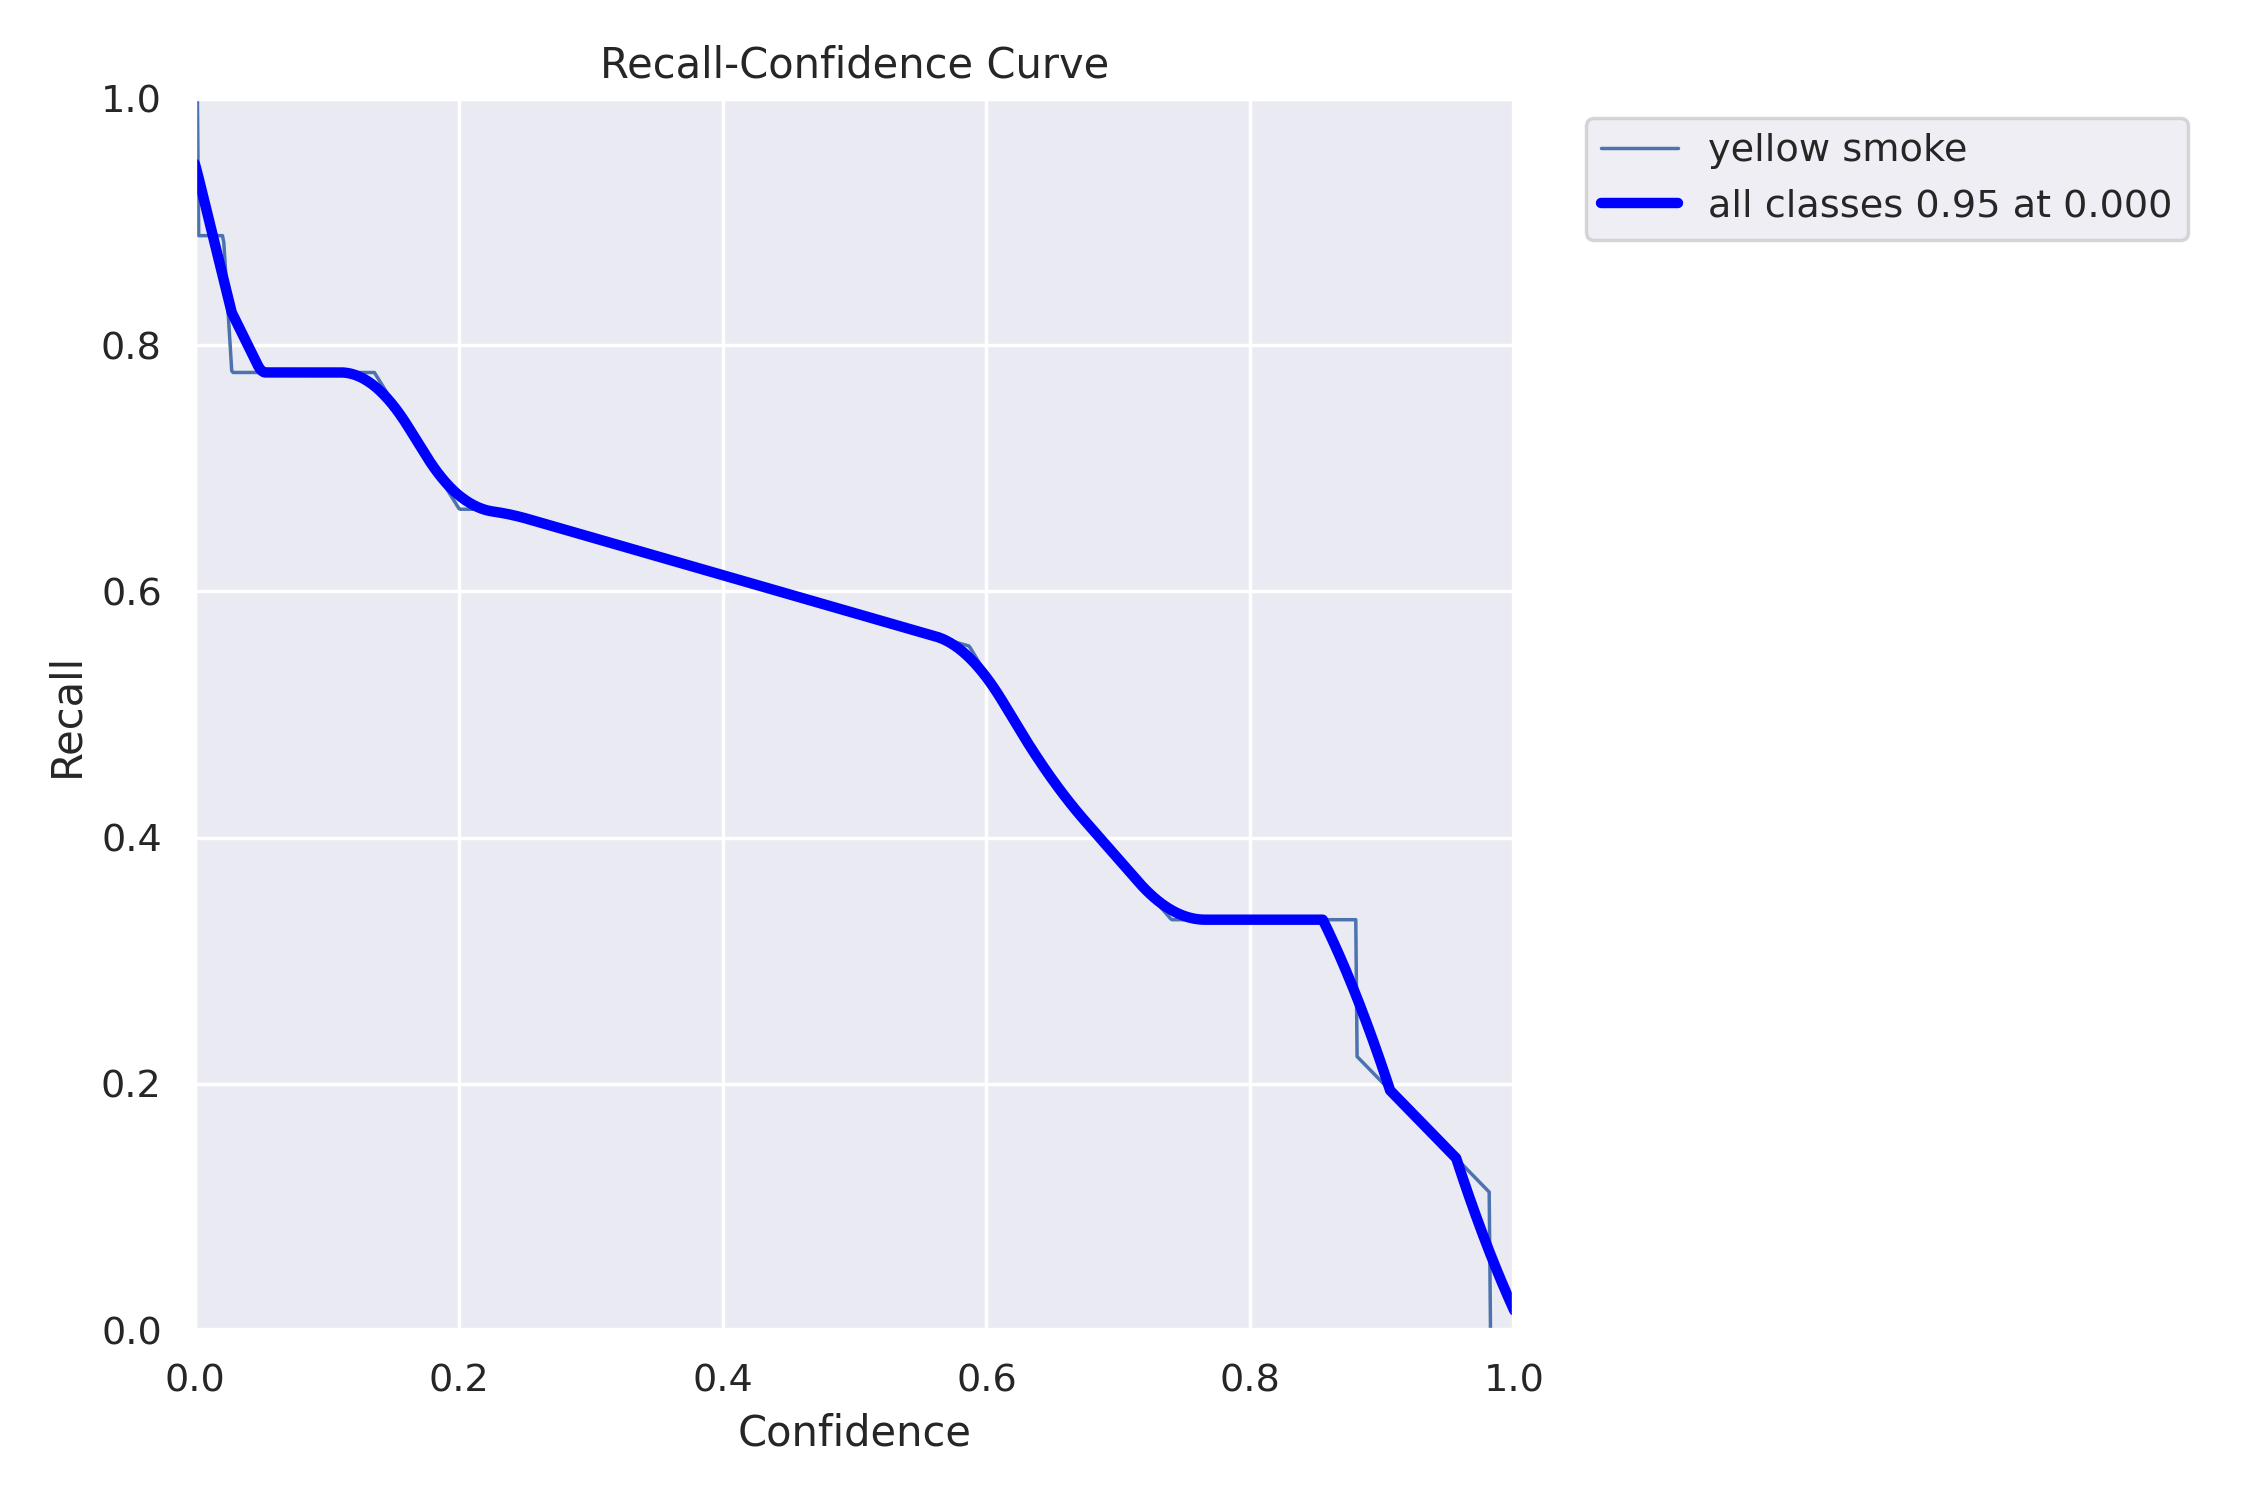 Recall-Confidence Curve
1.0
0.8
0.6
0.4
0.2
0.0
Recall
0.0 0.2 0.4 0.6 0.8 1.0
Confidence
yellow smoke
all classes 0.95 at 0.000